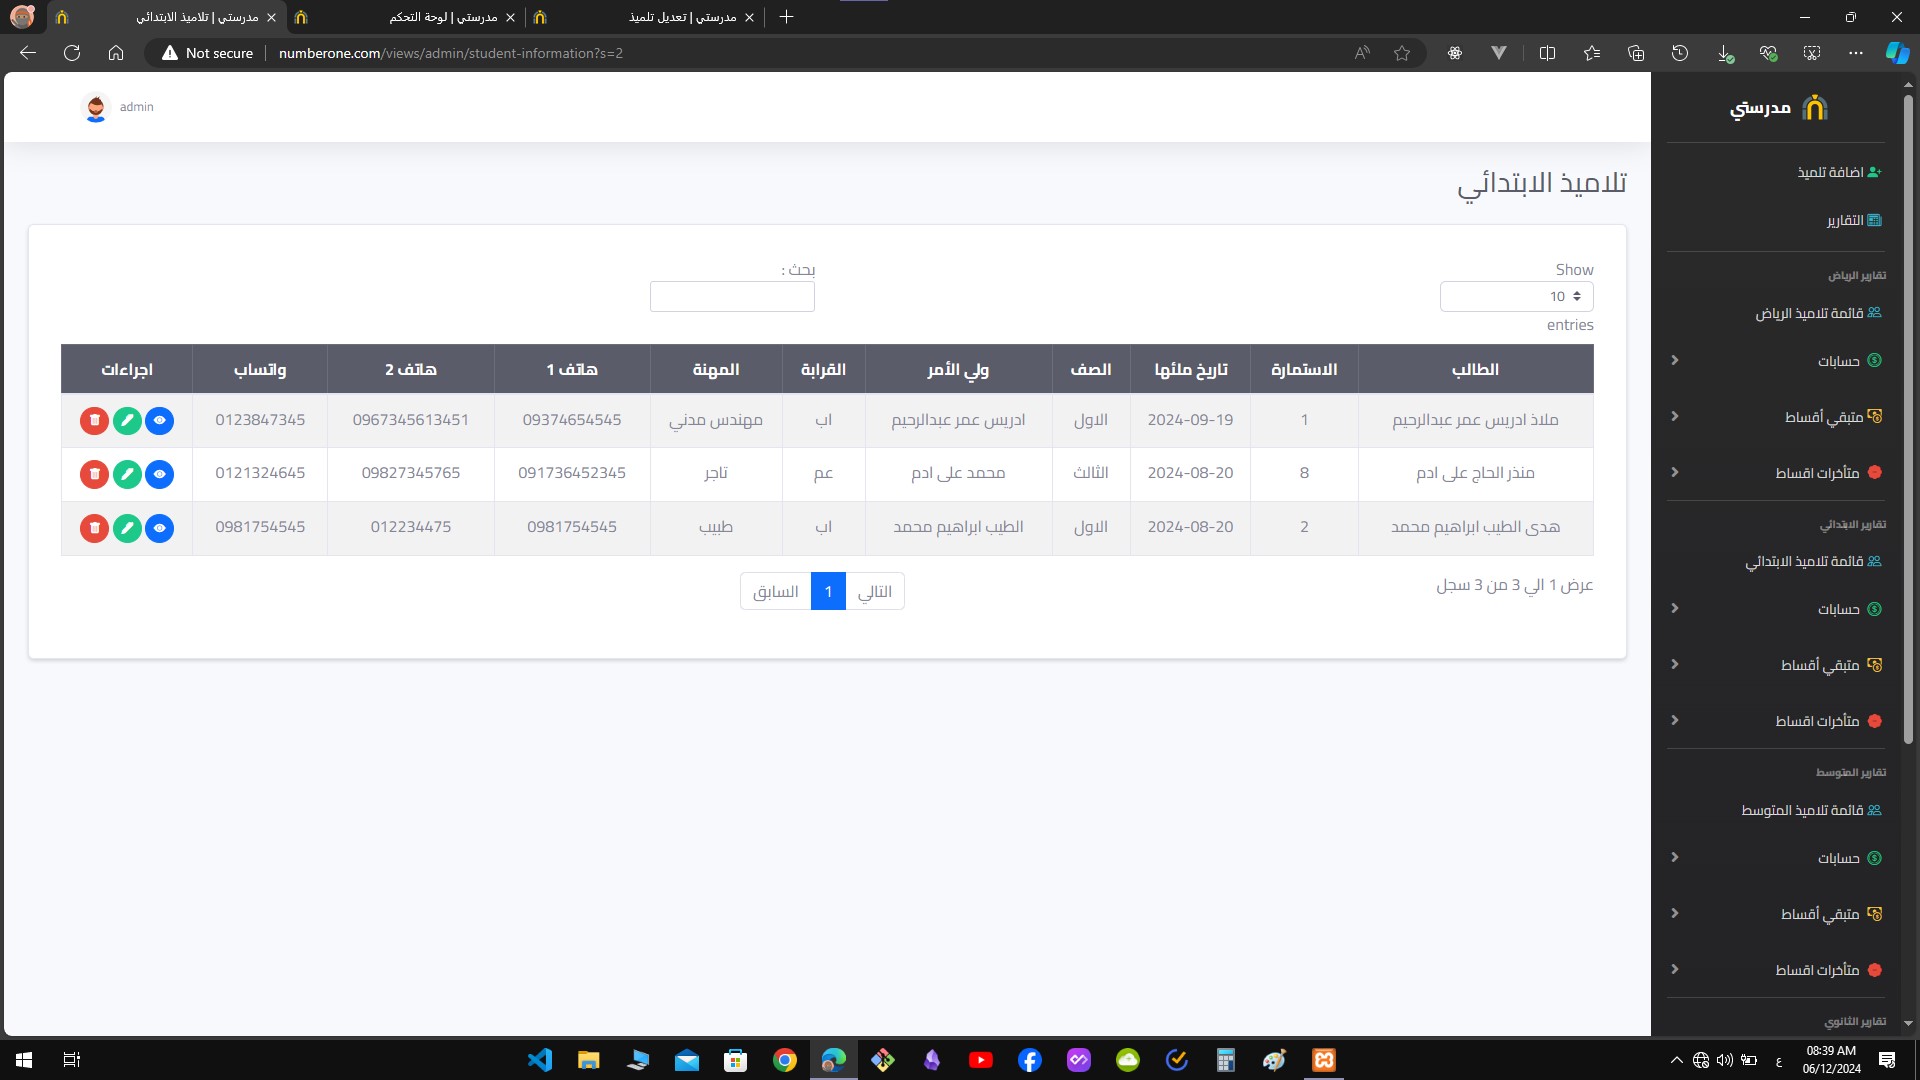 مدرستي | تلاميذ الابتدائي
مدرستي | لوحة التحكم
مدرستي | تعديل تلميذ
Not secure
numberone.com/views/admin/student-information?s=2
admin
مدرستي
اضافة تلميذ
التقارير
تقارير الرياض
قائمة تلاميذ الرياض
حسابات
متبقي أقساط
متأخرات اقساط
تقارير الابتدائي
قائمة تلاميذ الابتدائي
حسابات
متبقي أقساط
متأخرات اقساط
تقارير المتوسط
قائمة تلاميذ المتوسط
حسابات
متبقي أقساط
متأخرات اقساط
تقارير الثانوي
تلاميذ الابتدائي
Show
10
entries
بحث :
الطالب الاستمارة تاريخ ملئها الصف ولي الأمر القرابة المهنة هاتف 1 هاتف 2 واتساب اجراءات
ملاذ ادريس عمر عبدالرحيم 1 2024-09-19 الاول ادريس عمر عبدالرحيم اب مهندس مدني 09374654545 0967345613451 0123847345
منذر الحاج على ادم 8 2024-08-20 الثالث محمد على ادم عم تاجر 091736452345 09827345765 0121324645
هدى الطيب ابراهيم محمد 2 2024-08-20 الاول الطيب ابراهيم محمد اب طبيب 0981754545 012234475 0981754545
عرض 1 الي 3 من 3 سجل
التالي 1 السابق
ع
08:39 AM
06/12/2024